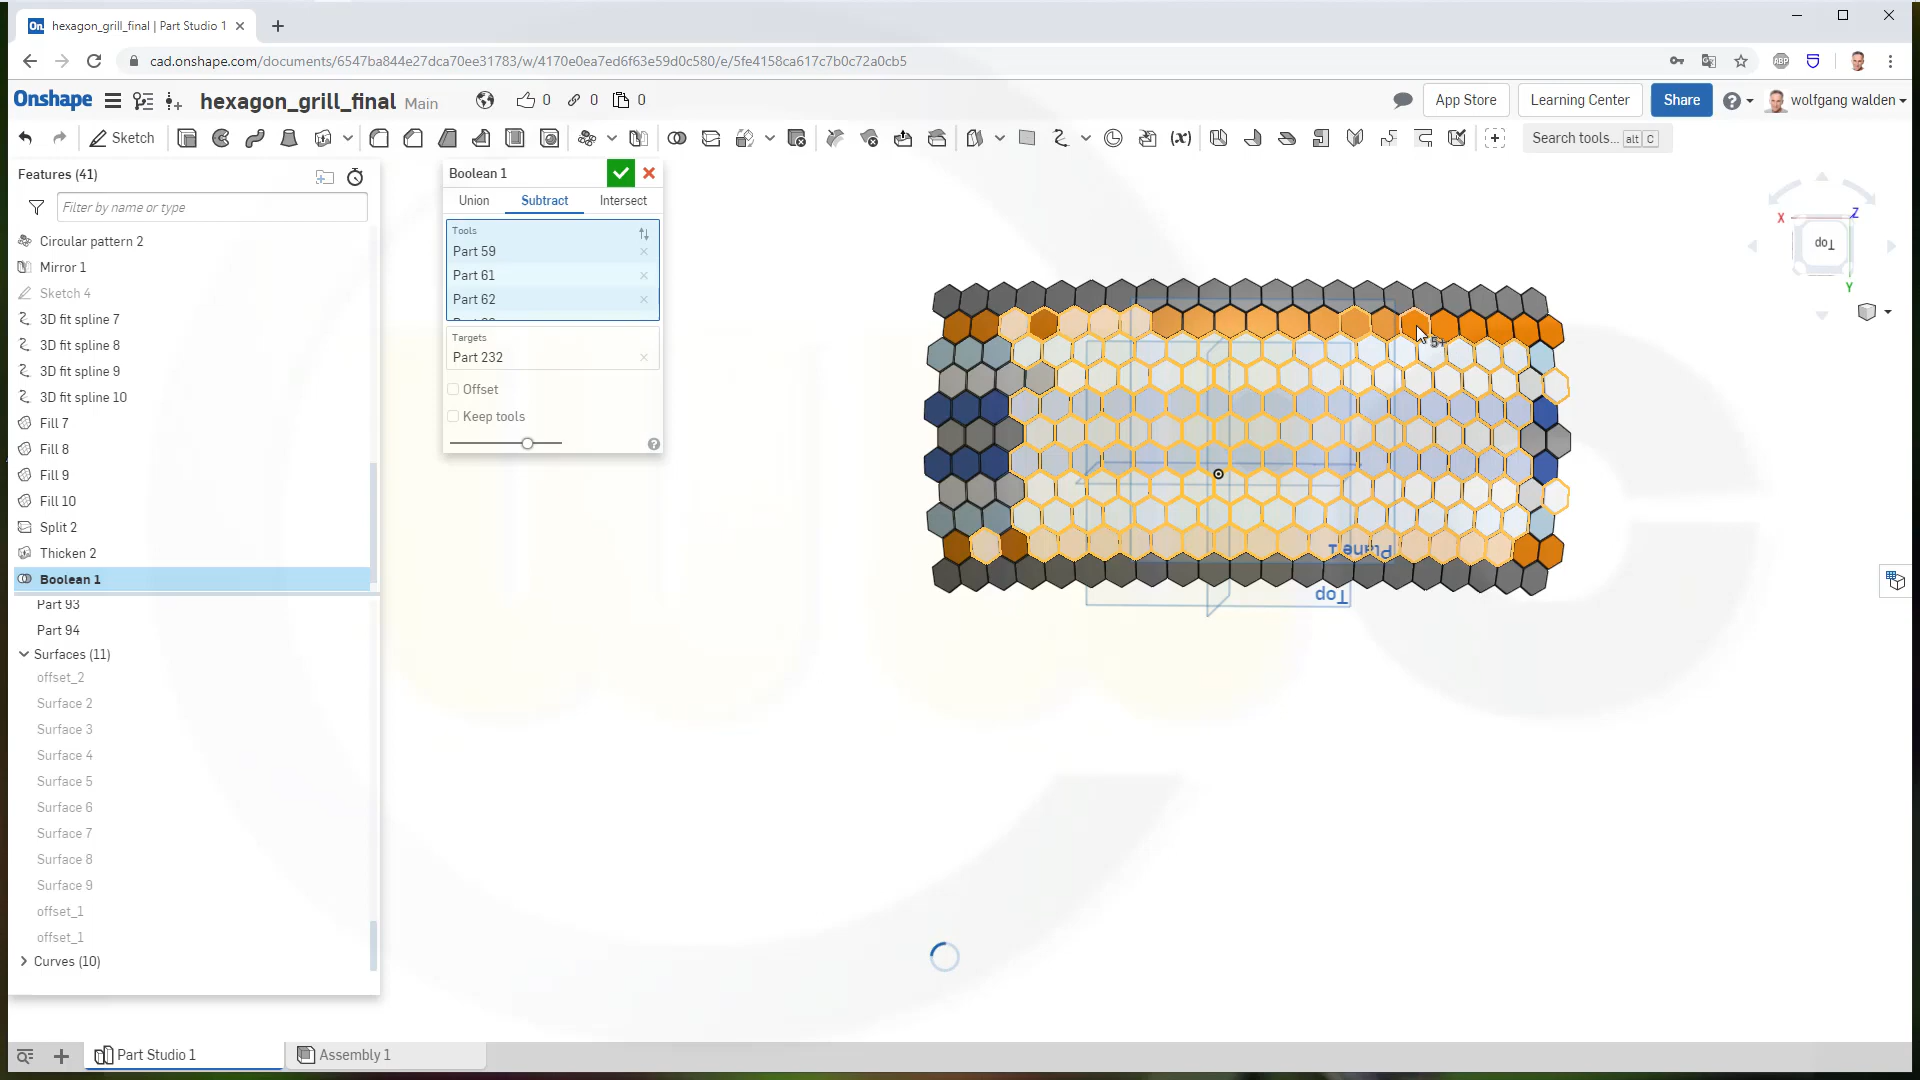 hexagon_grill_final | Part Studio 1
cad.onshape.com/documents/6547ba844e27dca70ee31783/w/4170e0ea7ed6f63e59d0c580/e/5fe4158ca617c7b0c72a0cb5
ABP
Onshape
hexagon_grill_final Main
0
0
0
App Store
Learning Center
Share
wolfgang walden
Sketch
(x)
Search tools... alt C
Features (41)
Filter by name or type
Circular pattern 2
Mirror 1
Sketch 4
3D fit spline 7
3D fit spline 8
3D fit spline 9
3D fit spline 10
Fill 7
Fill 8
Fill 9
Fill 10
Split 2
Thicken 2
Boolean 1
Part 93
Part 94
Surfaces (11)
offset_2
Surface 2
Surface 3
Surface 4
Surface 5
Surface 6
Surface 7
Surface 8
Surface 9
offset_1
offset_1
Curves (10)
Boolean 1
Union
Subtract
Intersect
Tools
Part 59
Part 61
Part 62
Targets
Part 232
Offset
Keep tools
X
Z
Top
Y
5+
Plane 1
Top
Part Studio 1
Assembly 1